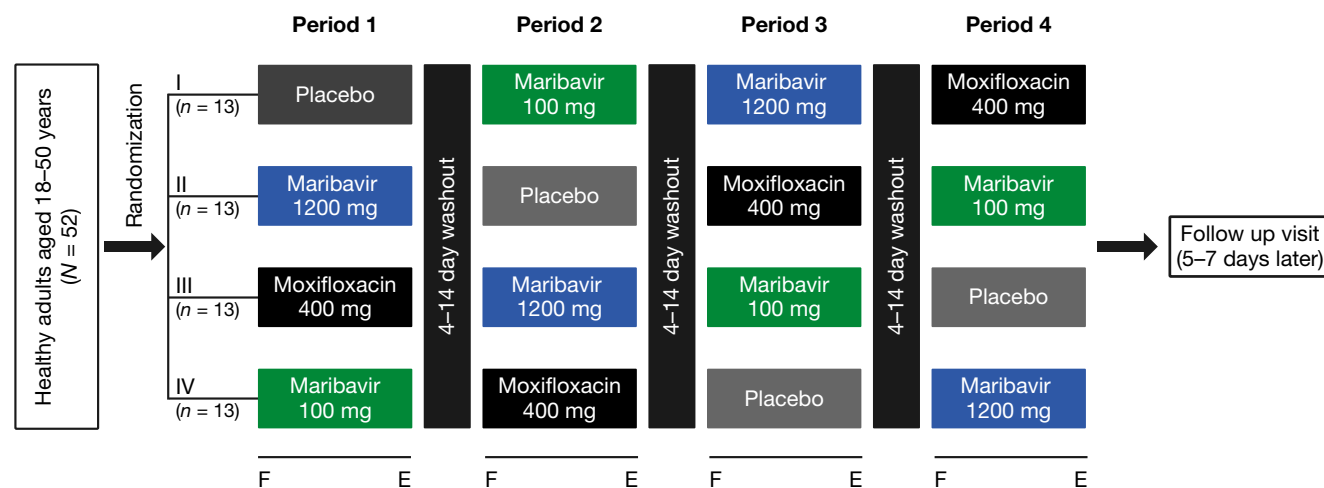 Period 1
Period 2
Period 3
Period 4
Healthy adults aged 18–50 years
(N = 52)
Randomization
I
(n = 13)
Placebo
Maribavir
100 mg
Maribavir
1200 mg
Moxifloxacin
400 mg
II
(n = 13)
Maribavir
1200 mg
Placebo
Moxifloxacin
400 mg
Maribavir
100 mg
III
(n = 13)
Moxifloxacin
400 mg
Maribavir
1200 mg
Maribavir
100 mg
Placebo
IV
(n = 13)
Maribavir
100 mg
Moxifloxacin
400 mg
Placebo
Maribavir
1200 mg
4–14 day washout
4–14 day washout
4–14 day washout
Follow up visit
(5–7 days later)
F
E
F
E
F
E
F
E